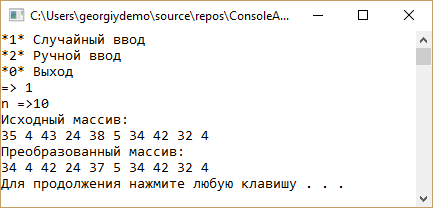 C:\Users\georgiydemo\source\repos\ConsoleA...
*1* Случайный ввод
*2* Ручной ввод
*0* Выход
=> 1
n =>10
Исходный массив:
35 4 43 24 38 5 34 42 32 4
Преобразованный массив:
34 4 42 24 37 5 34 42 32 4
Для продолжения нажмите любую клавишу . . .